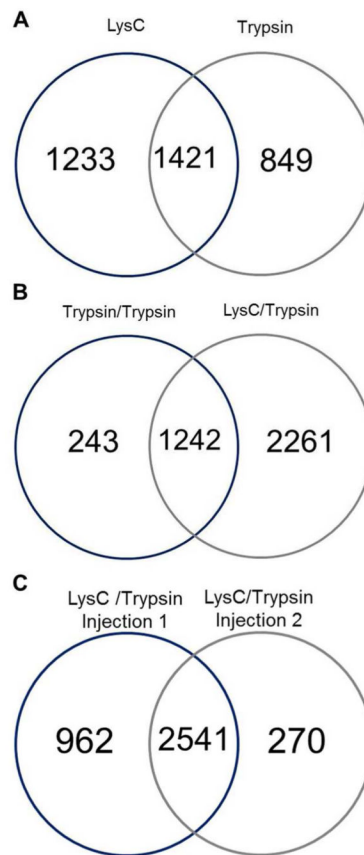 A
LysC Trypsin
1233 1421 849
B
Trypsin/Trypsin LysC/Trypsin
243 1242 2261
C
LysC /Trypsin LysC/Trypsin
Injection 1 Injection 2
962 2541 270